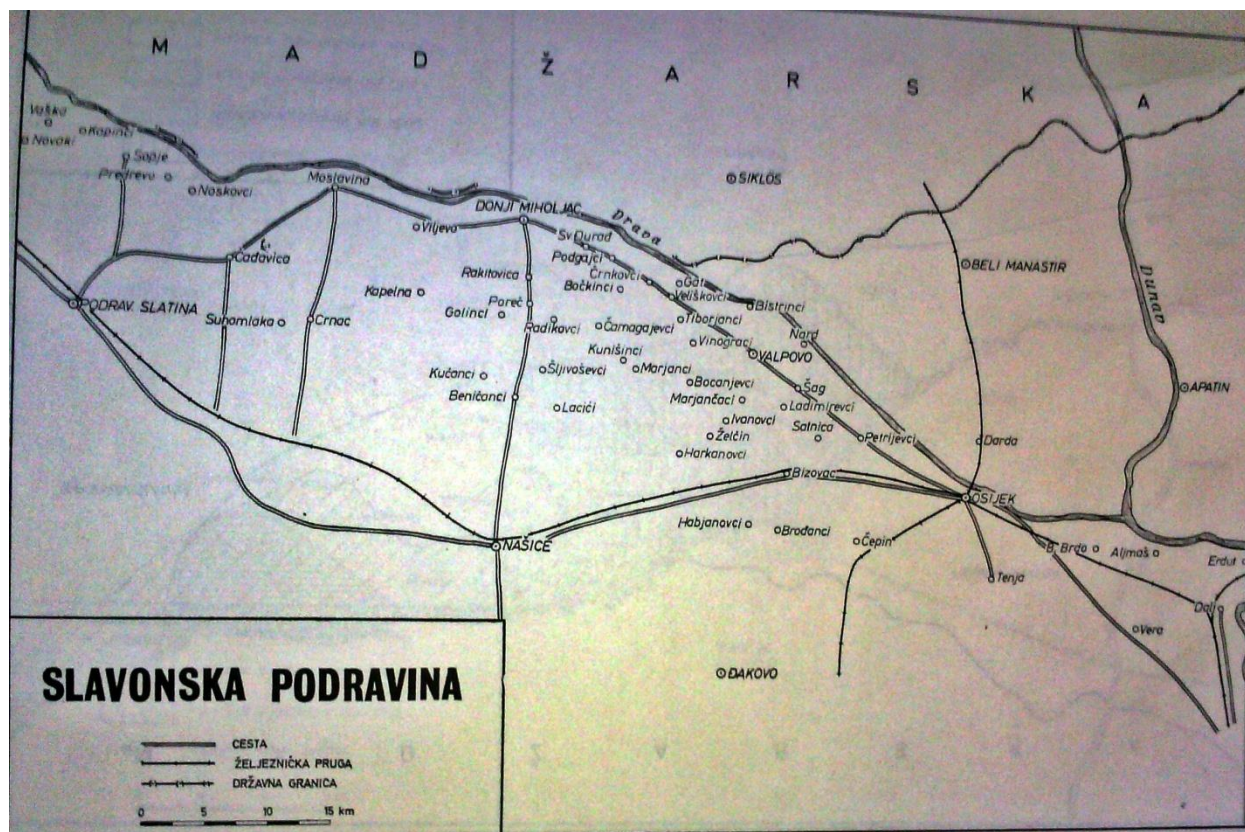 M A D Ž A R S K A
Vaška
a Novaki
Kapinci
Sopje
Predrevo
Noskovci
Moslavina
SIKLÓS
DONJI MIHOLJAC
Drava
Viljevo
Sv Đurađ
Čađavica
Podgajci
BELI MANASTIR
Dunav
Rakitovica
Črnkovci
Gat
Bočkinci
Veliškovci
Kapelna
Poreč
Bistrinci
PODRAV. SLATINA
Golinci
Radikovci
Čamagajevci
Tiborjanci
Suhomlaka
Crnac
Nard
Vinograci
Kunišinci
VALPOVO
Kućanci
Šljivoševci
Marjanci
Bocanjevci
Šag
APATIN
Beničanci
Marjančaci
Lacići
Ladimirevci
Ivanovci
Satnica
Želčin
Petrijevci
Darda
Harkanovci
Bizovac
OSIJEK
Habjanovci
Brođanci
NAŠICE
Čepin
B. Brdo
Aljmaš
Erdut
Tenja
Dalj
Vera
ĐAKOVO
SLAVONSKA PODRAVINA
CESTA
ŽELJEZNIČKA PRUGA
DRŽAVNA GRANICA
0 5 10 15 km